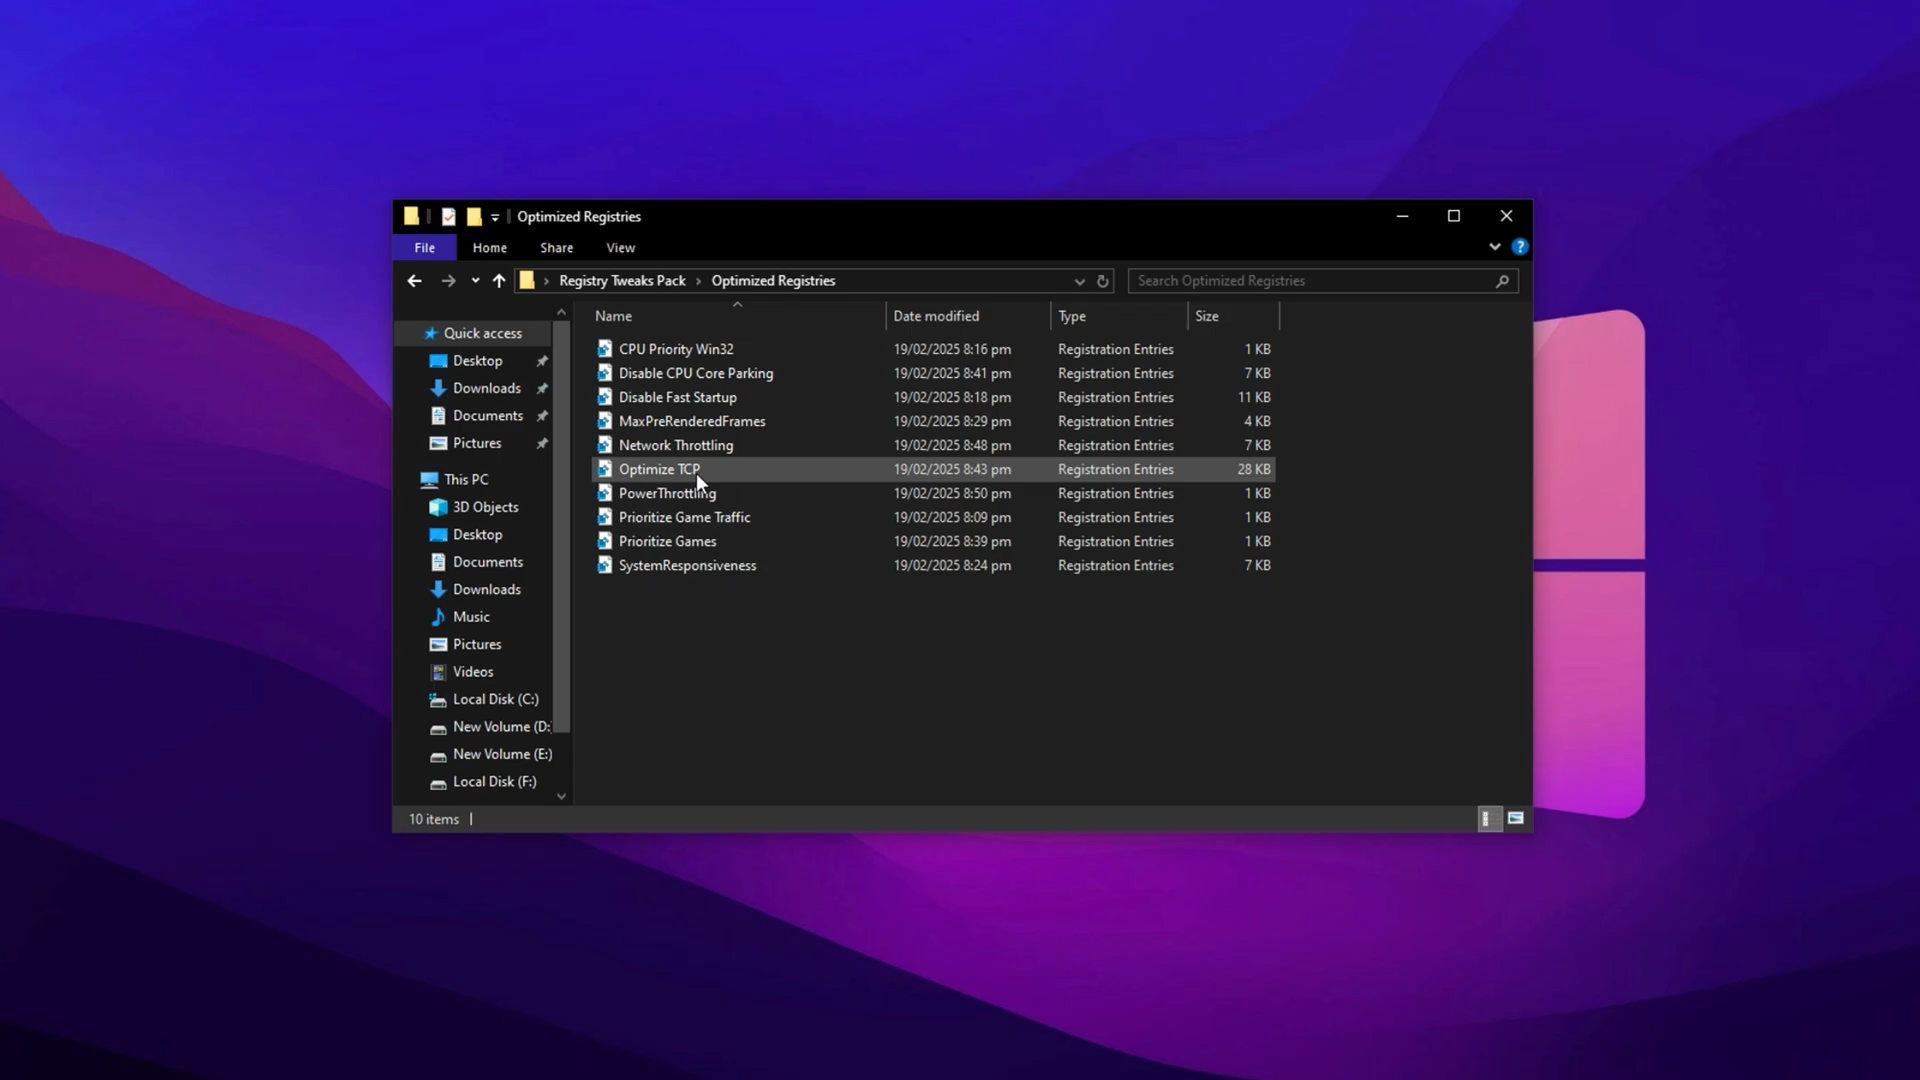 Optimized Registries
File Home Share View
Registry Tweaks Pack Optimized Registries
Search Optimized Registries
Quick access
Desktop
Downloads
Documents
Pictures
This PC
3D Objects
Desktop
Documents
Downloads
Music
Pictures
Videos
Local Disk (C:)
New Volume (D:
New Volume (E:)
Local Disk (F:)
Name Date modified Type Size
CPU Priority Win32 19/02/2025 8:16 pm Registration Entries 1 KB
Disable CPU Core Parking 19/02/2025 8:41 pm Registration Entries 7 KB
Disable Fast Startup 19/02/2025 8:18 pm Registration Entries 11 KB
MaxPreRenderedFrames 19/02/2025 8:29 pm Registration Entries 4 KB
Network Throttling 19/02/2025 8:48 pm Registration Entries 7 KB
Optimize TCP 19/02/2025 8:43 pm Registration Entries 28 KB
PowerThrottling 19/02/2025 8:50 pm Registration Entries 1 KB
Prioritize Game Traffic 19/02/2025 8:09 pm Registration Entries 1 KB
Prioritize Games 19/02/2025 8:39 pm Registration Entries 1 KB
SystemResponsiveness 19/02/2025 8:24 pm Registration Entries 7 KB
10 items